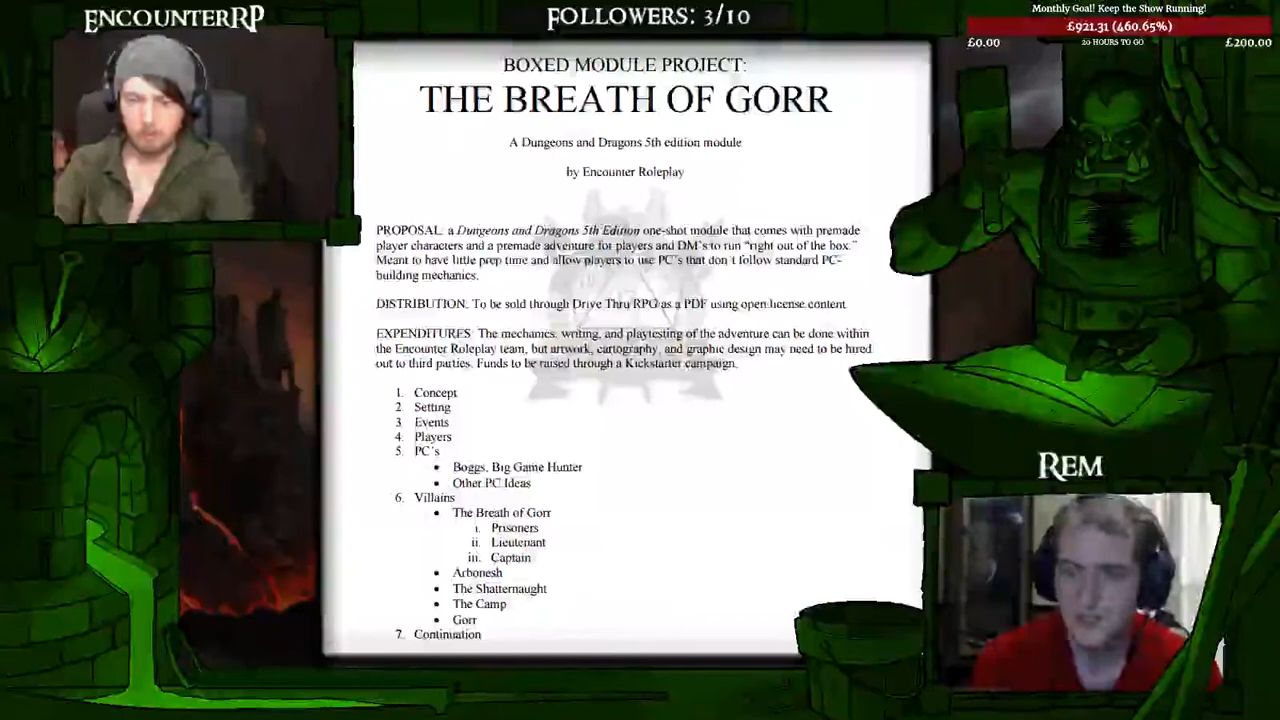 ENCOUNTERRP
FOLLOWERS: 3/10
Monthly Goal! Keep the Show Running!
£921.31 (460.65%)
£0.00
20 HOURS TO GO
£200.00
BOXED MODULE PROJECT:
THE BREATH OF GORR
A Dungeons and Dragons 5th edition module
by Encounter Roleplay
PROPOSAL: a Dungeons and Dragons 5th Edition one-shot module that comes with premade
player characters and a premade adventure for players and DM's to run "right out of the box."
Meant to have little prep time and allow players to use PC's that don't follow standard PC-
building mechanics.
DISTRIBUTION: To be sold through Drive Thru RPG as a PDF using open license content.
EXPENDITURES: The mechanics, writing, and playtesting of the adventure can be done within
the Encounter Roleplay team, but artwork, cartography, and graphic design may need to be hired
out to third parties. Funds to be raised through a Kickstarter campaign.
1. Concept
2. Setting
3. Events
4. Players
5. PC's
• Boggs, Big Game Hunter
• Other PC Ideas
6. Villains
• The Breath of Gorr
i. Prisoners
ii. Lieutenant
iii. Captain
• Arbonesh
• The Shatternaught
• The Camp
• Gorr
7. Continuation
REM